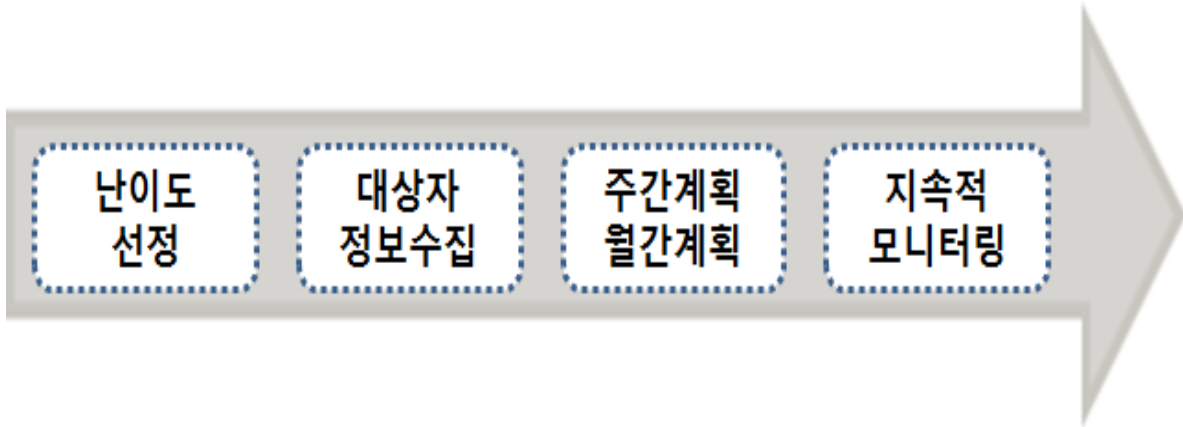 난이도
선정
대상자
정보수집
주간계획
월간계획
지속적
모니터링